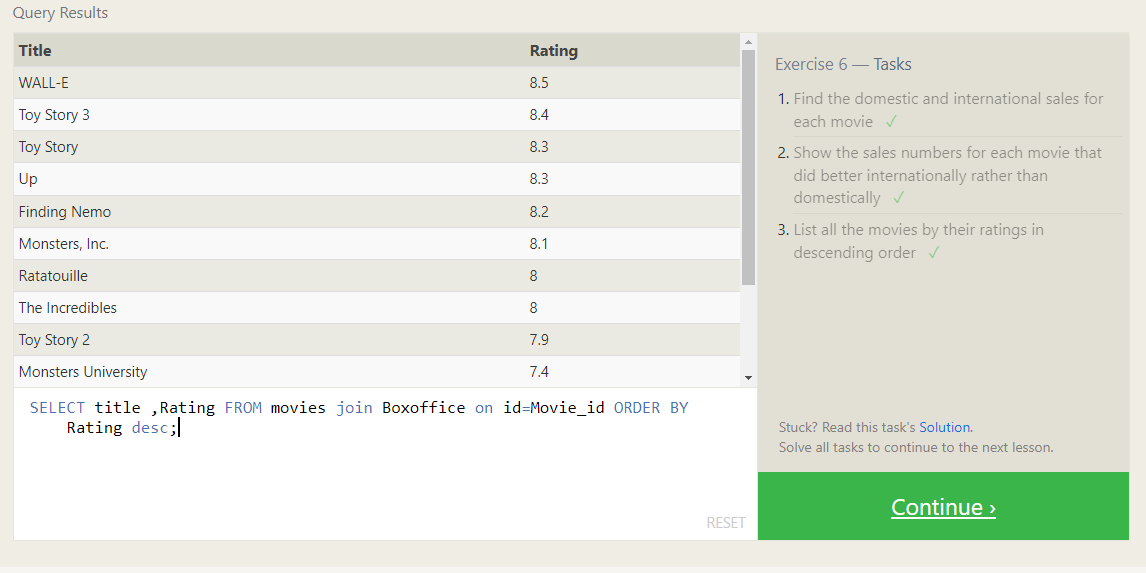 Query Results
Title Rating
WALL-E 8.5
Toy Story 3 8.4
Toy Story 8.3
Up 8.3
Finding Nemo 8.2
Monsters, Inc. 8.1
Ratatouille 8
The Incredibles 8
Toy Story 2 7.9
Monsters University 7.4
SELECT title ,Rating FROM movies join Boxoffice on id=Movie_id ORDER BY
Rating desc;
RESET
Exercise 6 — Tasks
1. Find the domestic and international sales for
each movie ✓
2. Show the sales numbers for each movie that
did better internationally rather than
domestically ✓
3. List all the movies by their ratings in
descending order ✓
Stuck? Read this task's Solution.
Solve all tasks to continue to the next lesson.
Continue ›